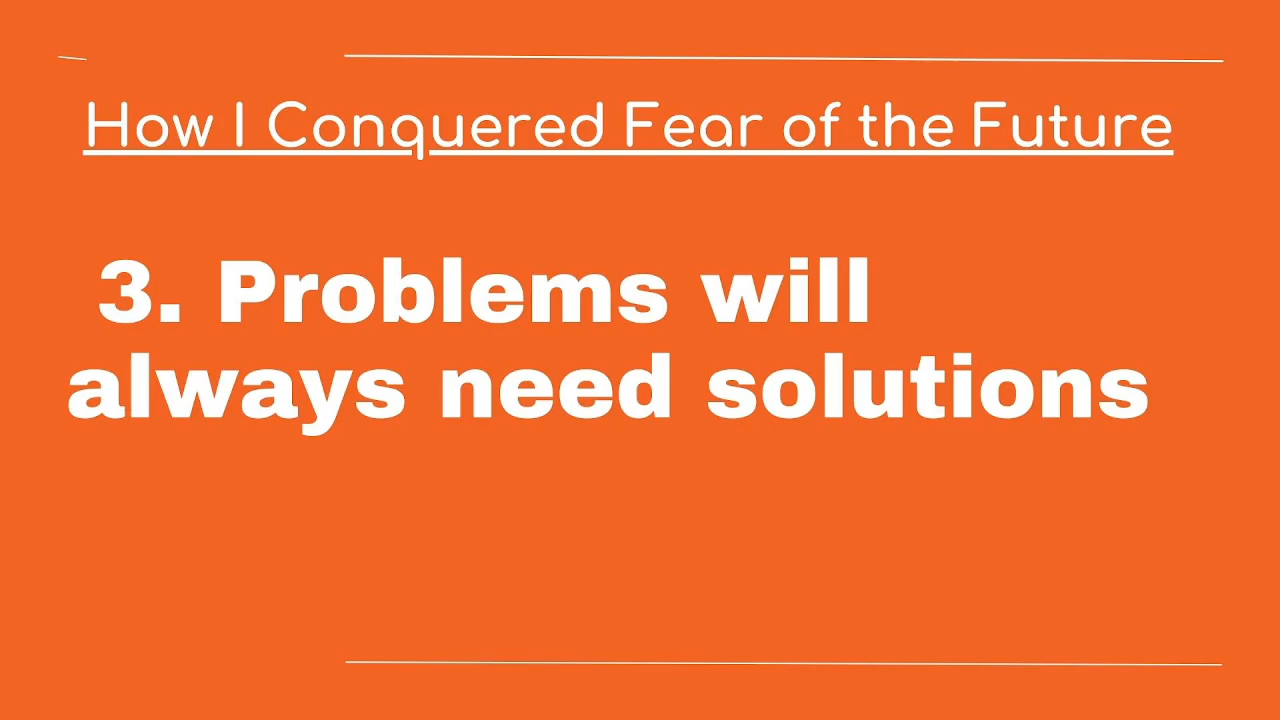 How I Conquered Fear of the Future
3. Problems will
always need solutions